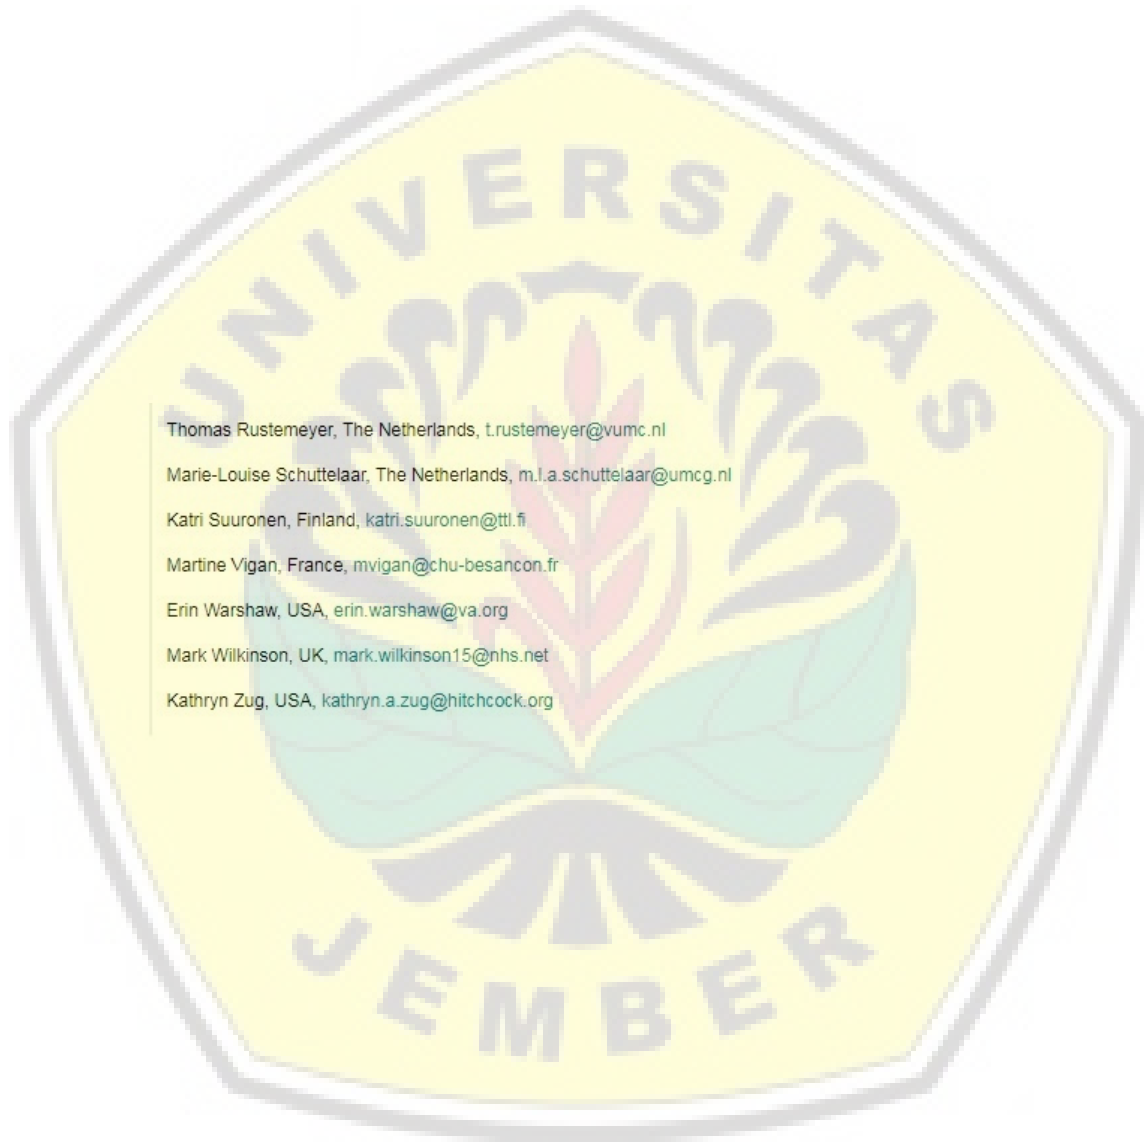 UNIVERSITAS
Thomas Rustemeyer, The Netherlands, t.rustemeyer@vumc.nl
Marie-Louise Schuttelaar, The Netherlands, m.l.a.schuttelaar@umcg.nl
Katri Suuronen, Finland, katri.suuronen@ttl.fi
Martine Vigan, France, mvigan@chu-besancon.fr
Erin Warshaw, USA, erin.warshaw@va.org
Mark Wilkinson, UK, mark.wilkinson15@nhs.net
Kathryn Zug, USA, kathryn.a.zug@hitchcock.org
JEMBER